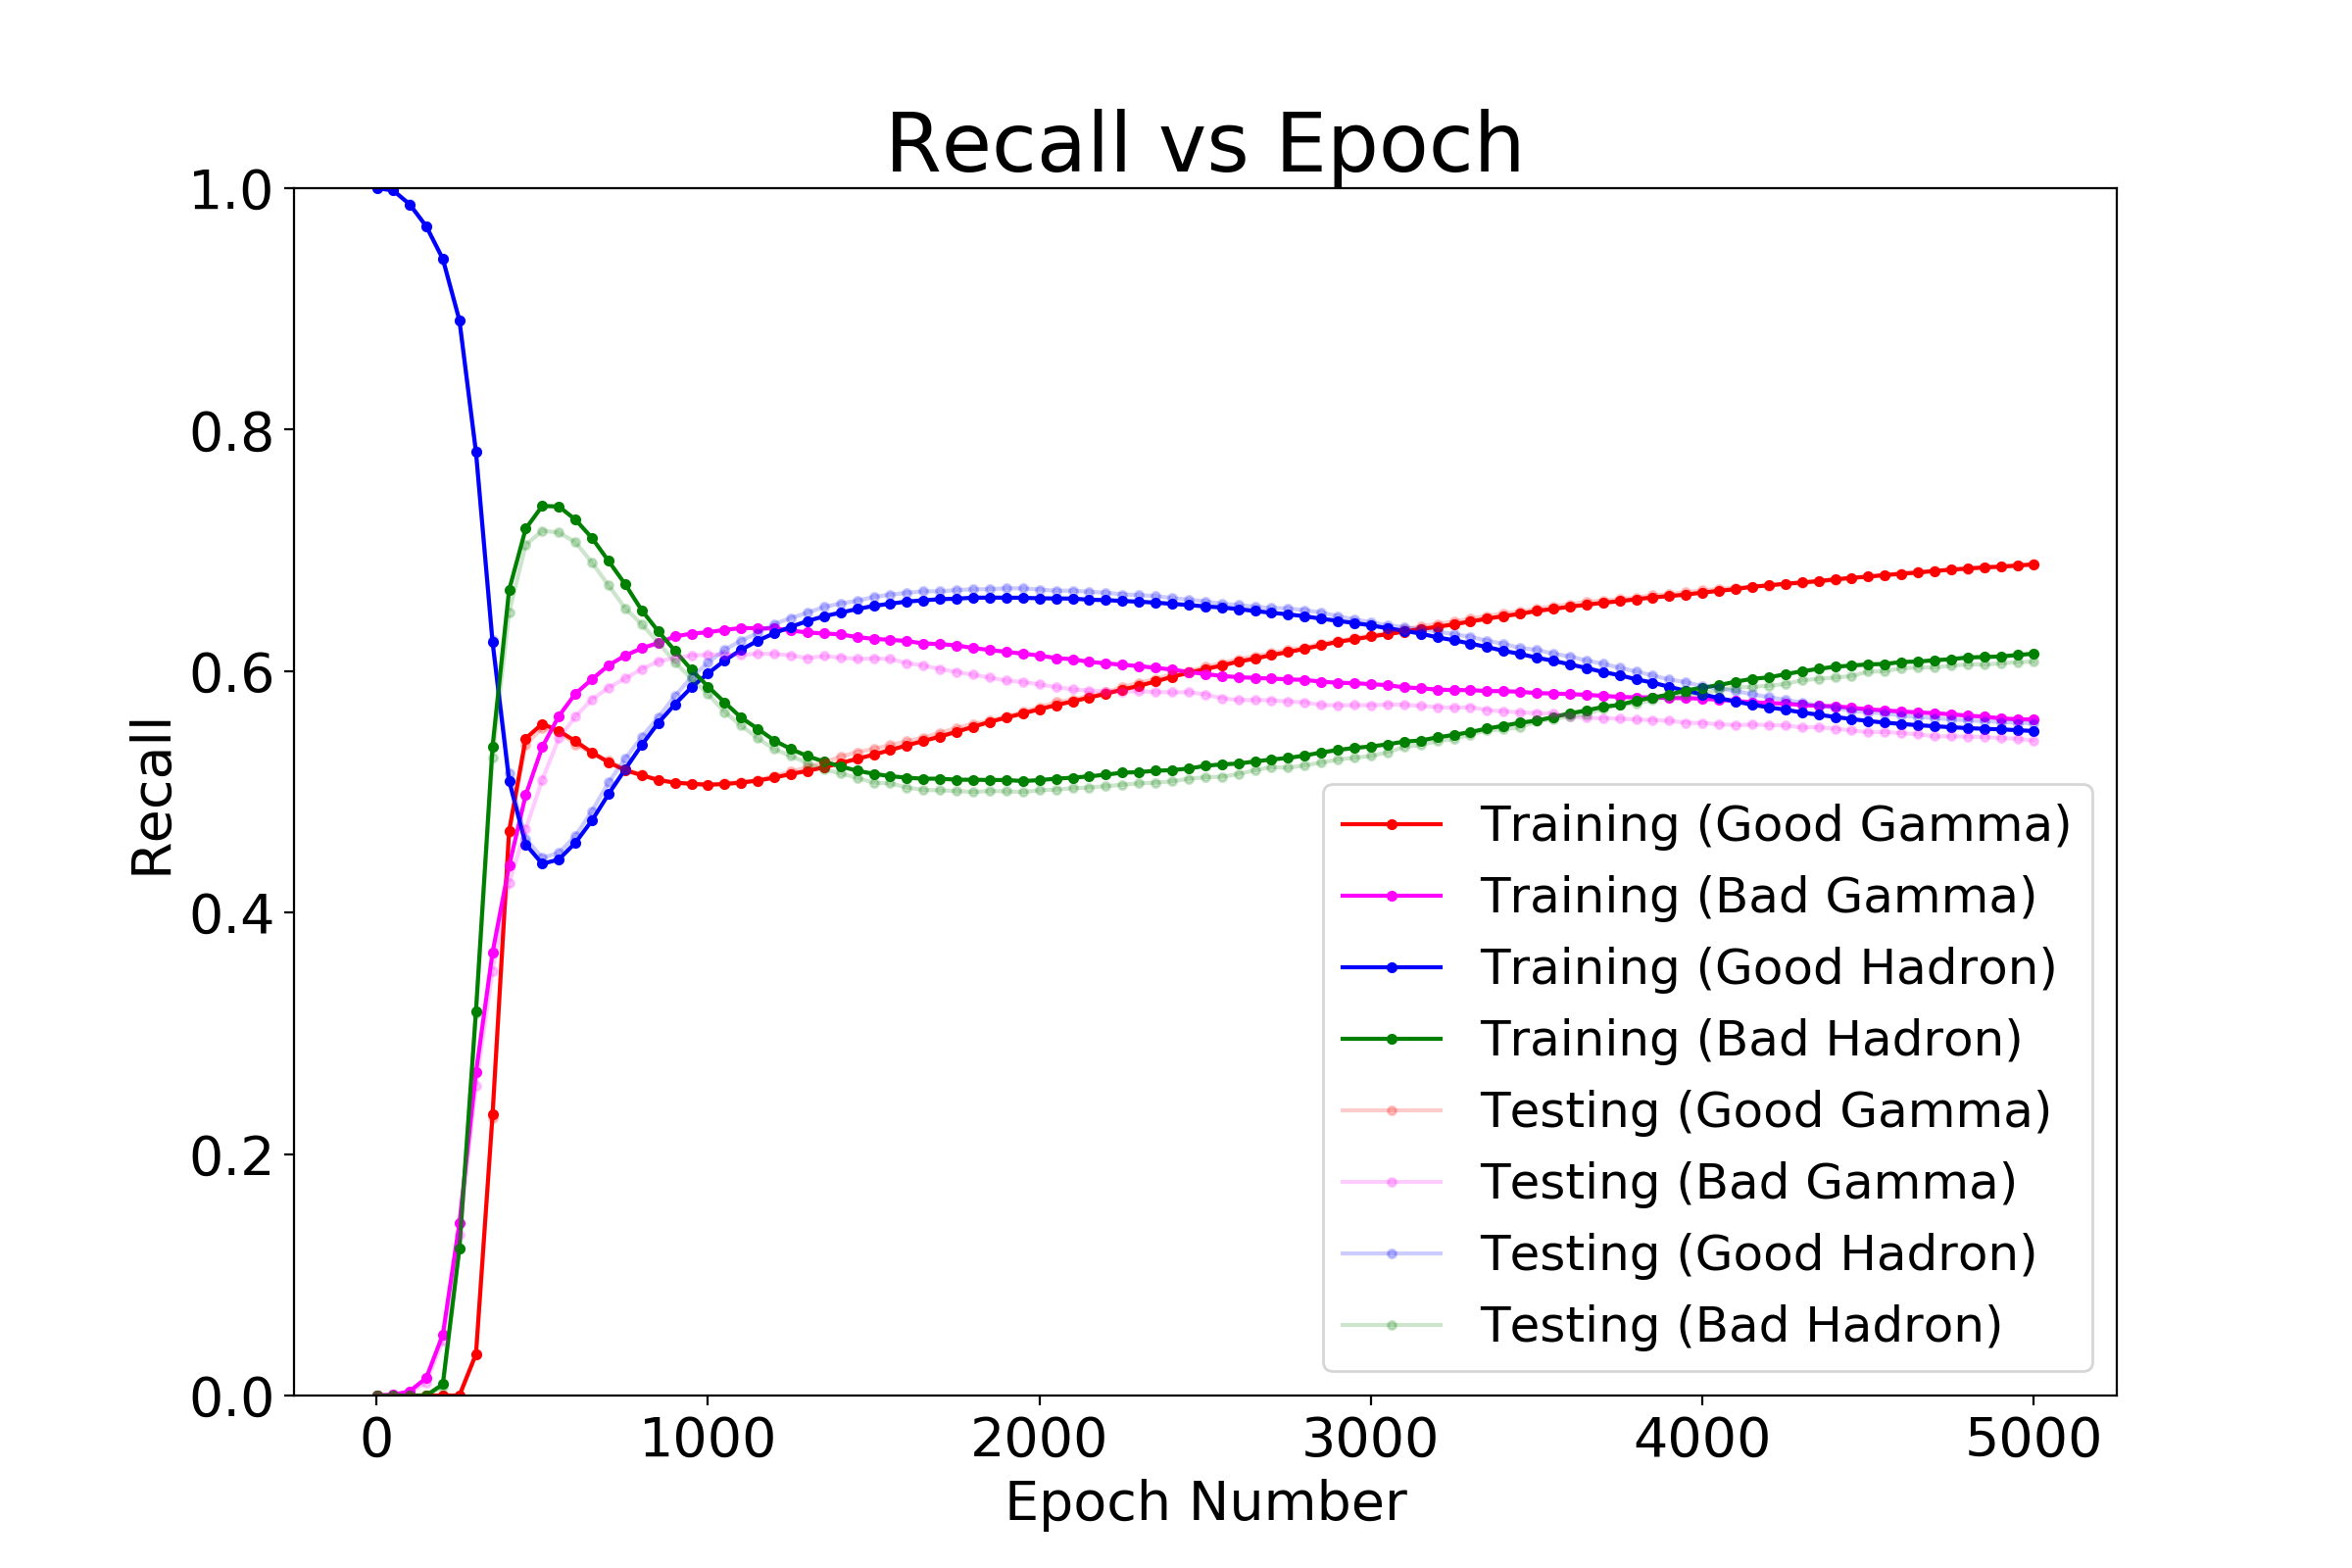 Recall vs Epoch
1.0
0.8
0.6
0.4
0.2
0.0
Recall
0 1000 2000 3000 4000 5000
Epoch Number
Training (Good Gamma)
Training (Bad Gamma)
Training (Good Hadron)
Training (Bad Hadron)
Testing (Good Gamma)
Testing (Bad Gamma)
Testing (Good Hadron)
Testing (Bad Hadron)